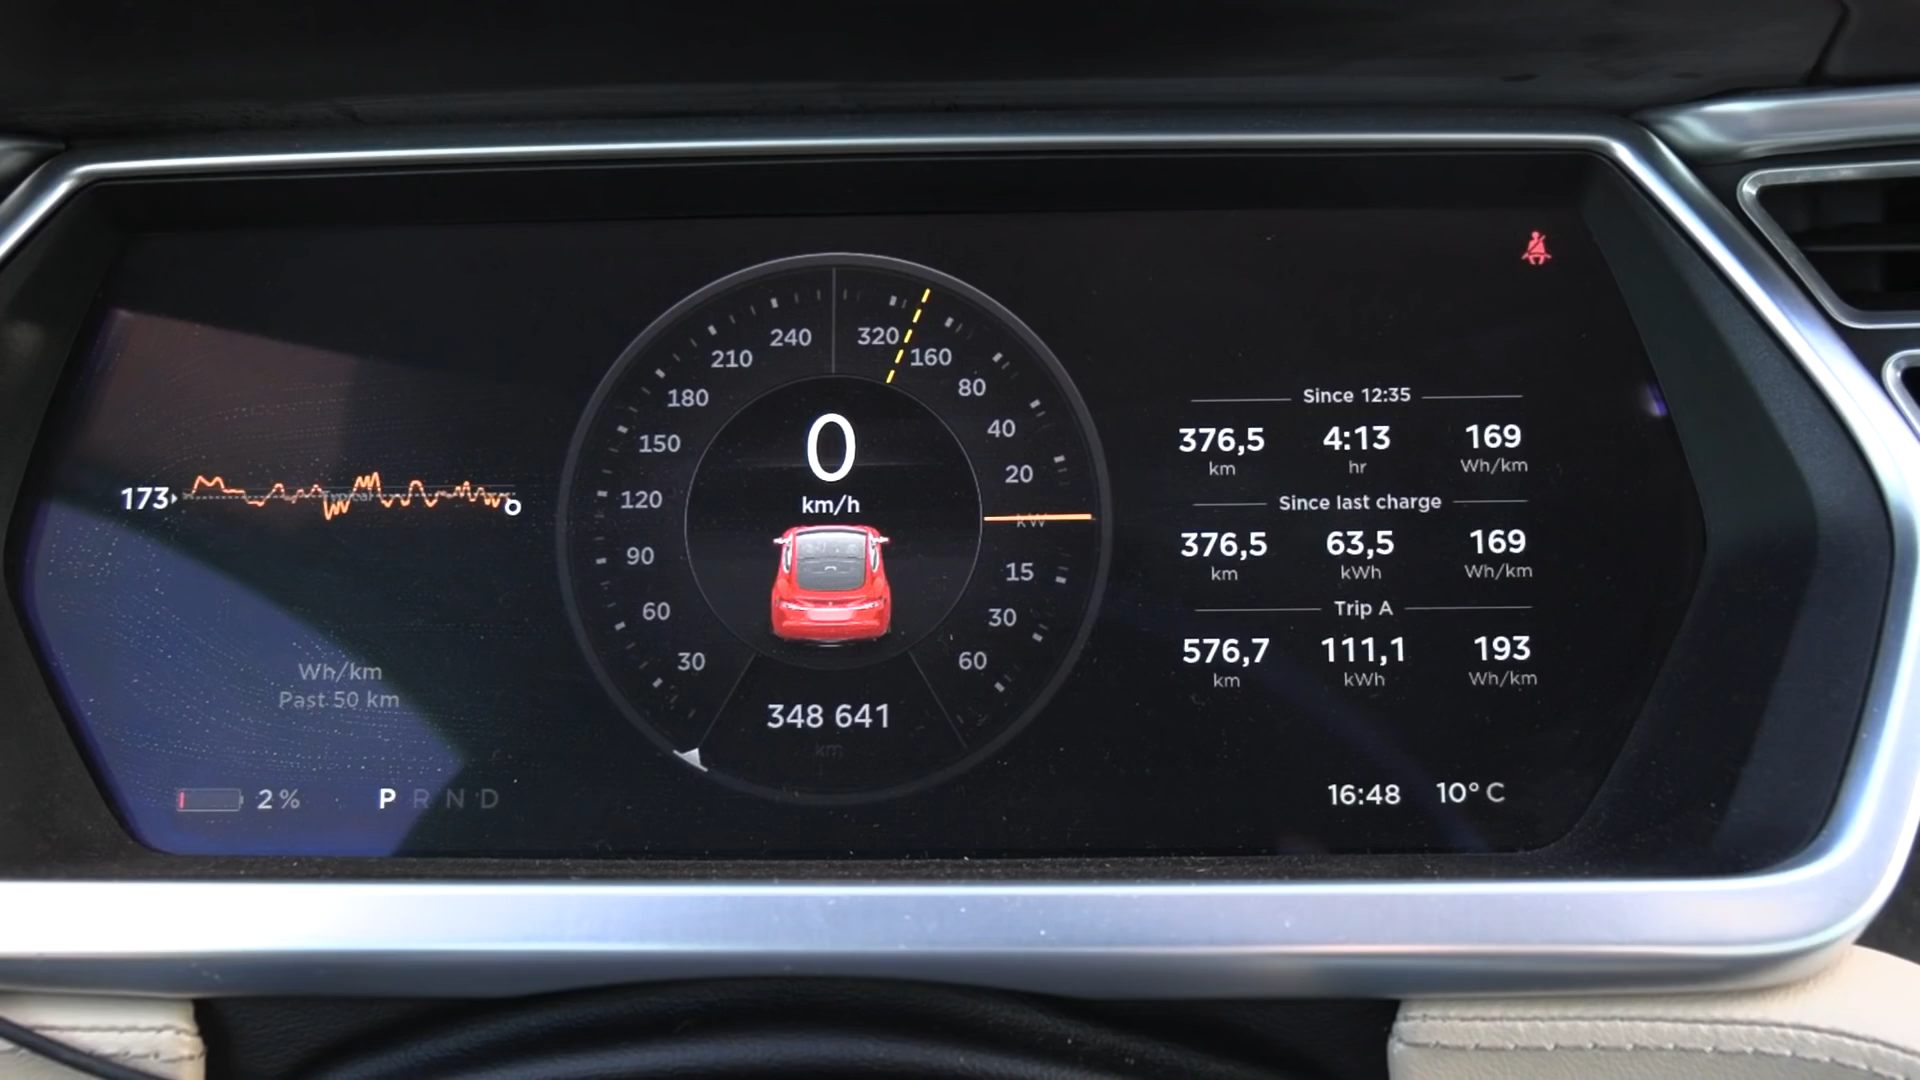 173
Typical
Wh/km
Past 50 km
2 %
P R N D
240
210
180
150
120
90
60
30
320
160
80
40
20
kW
15
30
60
0
km/h
348 641
km
Since 12:35
376,5 4:13 169
km hr Wh/km
Since last charge
376,5 63,5 169
km kWh Wh/km
Trip A
576,7 111,1 193
km kWh Wh/km
16:48 10° C